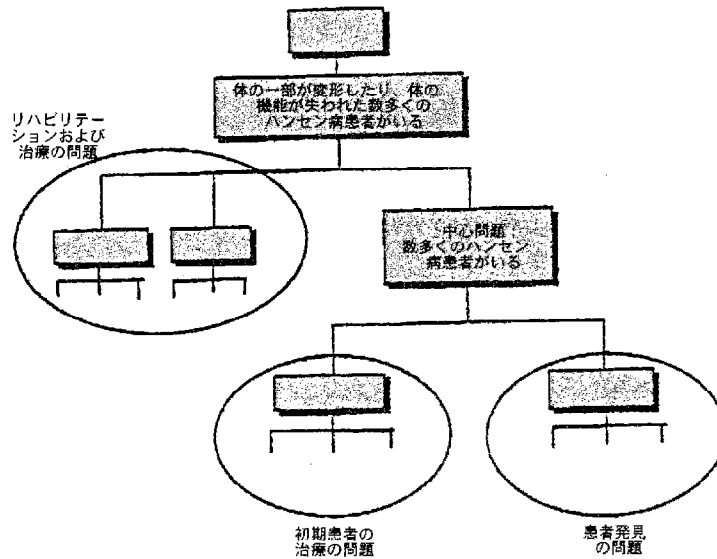 体の一部が変形したり、体の
機能が失われた数多くの
ハンセン病患者がいる
リハビリテー
ションおよび
治療の問題
中心問題
数多くのハンセン
病患者がいる
初期患者の
治療の問題
患者発見
の問題